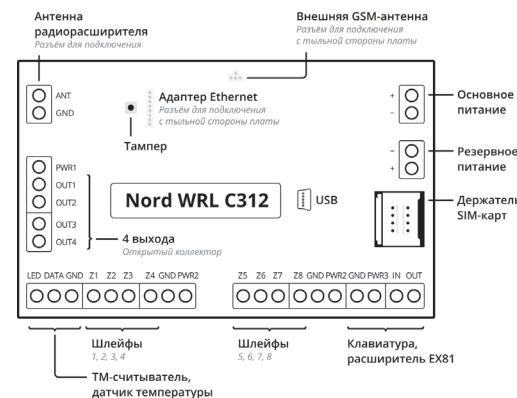 Антенна
радиорасширителя
Разъём для подключения
Внешняя GSM-антенна
Разъём для подключения
с тыльной стороны платы
ANT
GND
Адаптер Ethernet
Разъём для подключения
с тыльной стороны платы
Тампер
+
−
Основное
питание
−
+
Резервное
питание
PWR1
OUT1
OUT2
OUT3
OUT4
Nord WRL C312
USB
Держатель
SIM-карт
4 выхода
Открытый коллектор
LED DATA GND Z1 Z2 Z3 Z4 GND PWR2
Z5 Z6 Z7 Z8 GND PWR2 GND PWR3 IN OUT
Шлейфы
1, 2, 3, 4
Шлейфы
5, 6, 7, 8
Клавиатура,
расширитель EX81
ТМ-считыватель,
датчик температуры